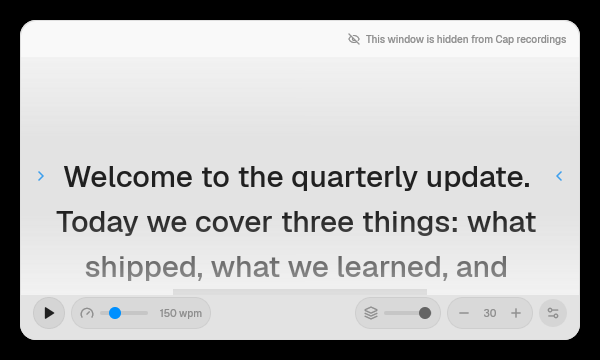 This window is hidden from Cap recordings
Welcome to the quarterly update.
Today we cover three things: what
shipped, what we learned, and
150 wpm
30